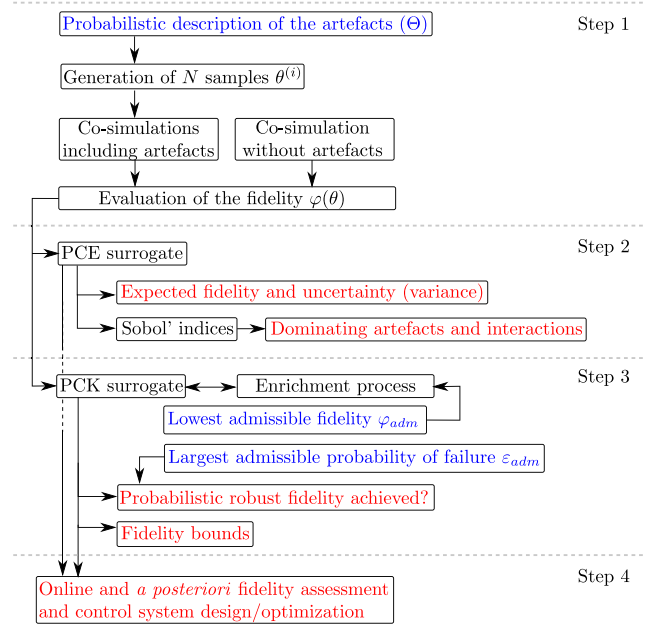 Probabilistic description of the artefacts (Θ)
Step 1
Generation of N samples θ⁽ⁱ⁾
Co-simulations
including artefacts
Co-simulation
without artefacts
Evaluation of the fidelity φ(θ)
Step 2
PCE surrogate
Expected fidelity and uncertainty (variance)
Sobol' indices
Dominating artefacts and interactions
Step 3
PCK surrogate
Enrichment process
Lowest admissible fidelity φ_adm
Largest admissible probability of failure ε_adm
Probabilistic robust fidelity achieved?
Fidelity bounds
Step 4
Online and a posteriori fidelity assessment
and control system design/optimization